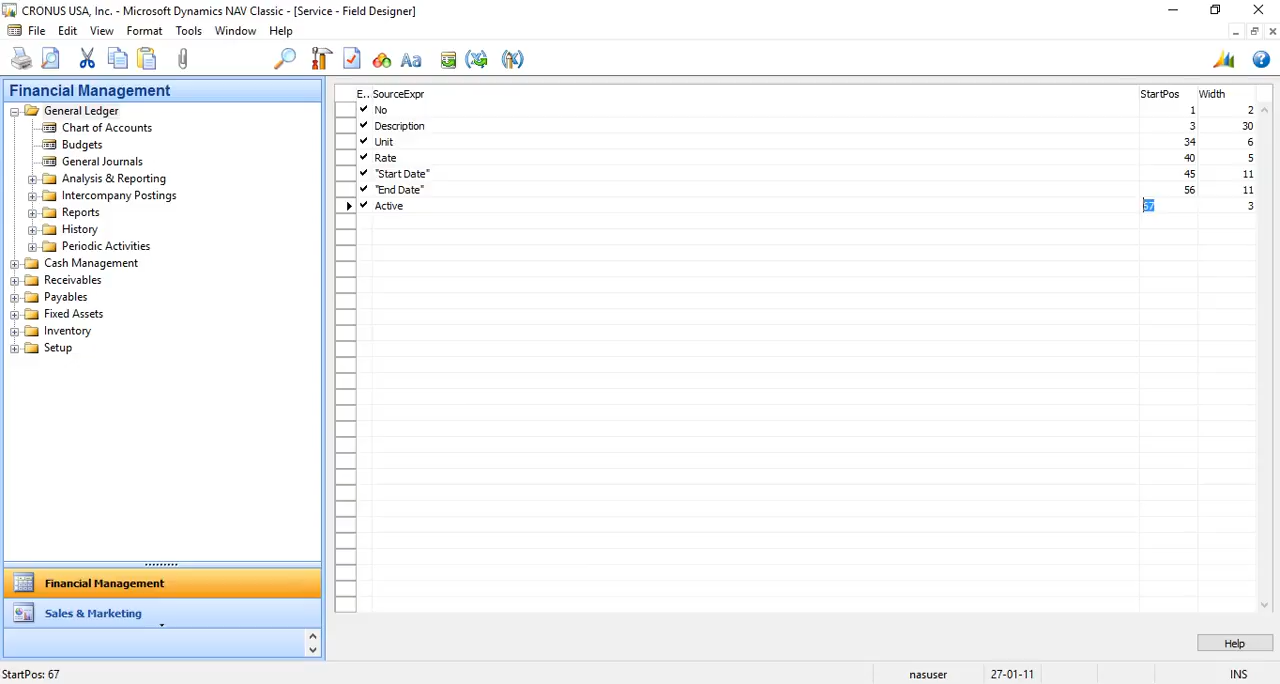 CRONUS USA, Inc. - Microsoft Dynamics NAV Classic - [Service - Field Designer]
File Edit View Format Tools Window Help
Financial Management
General Ledger
Chart of Accounts
Budgets
General Journals
Analysis & Reporting
Intercompany Postings
Reports
History
Periodic Activities
Cash Management
Receivables
Payables
Fixed Assets
Inventory
Setup
Financial Management
Sales & Marketing
E.. SourceExpr StartPos Width
No 1 2
Description 3 30
Unit 34 6
Rate 40 5
"Start Date" 45 11
"End Date" 56 11
Active 67 3
Help
StartPos: 67 nasuser 27-01-11 INS